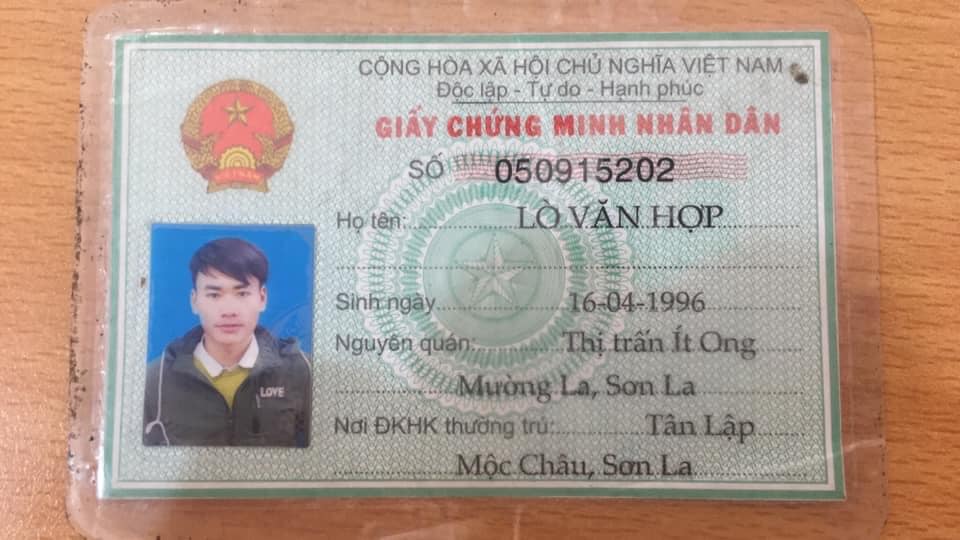 CỘNG HÒA XÃ HỘI CHỦ NGHĨA VIỆT NAM
Độc lập - Tự do - Hạnh phúc
GIẤY CHỨNG MINH NHÂN DÂN
SỐ 050915202
Họ tên: LÒ VĂN HỢP
Sinh ngày 16-04-1996
Nguyên quán: Thị trấn Ít Ong
Mường La, Sơn La
Nơi ĐKHK thường trú: Tân Lập
Mộc Châu, Sơn La
VIỆT NAM
LOVE